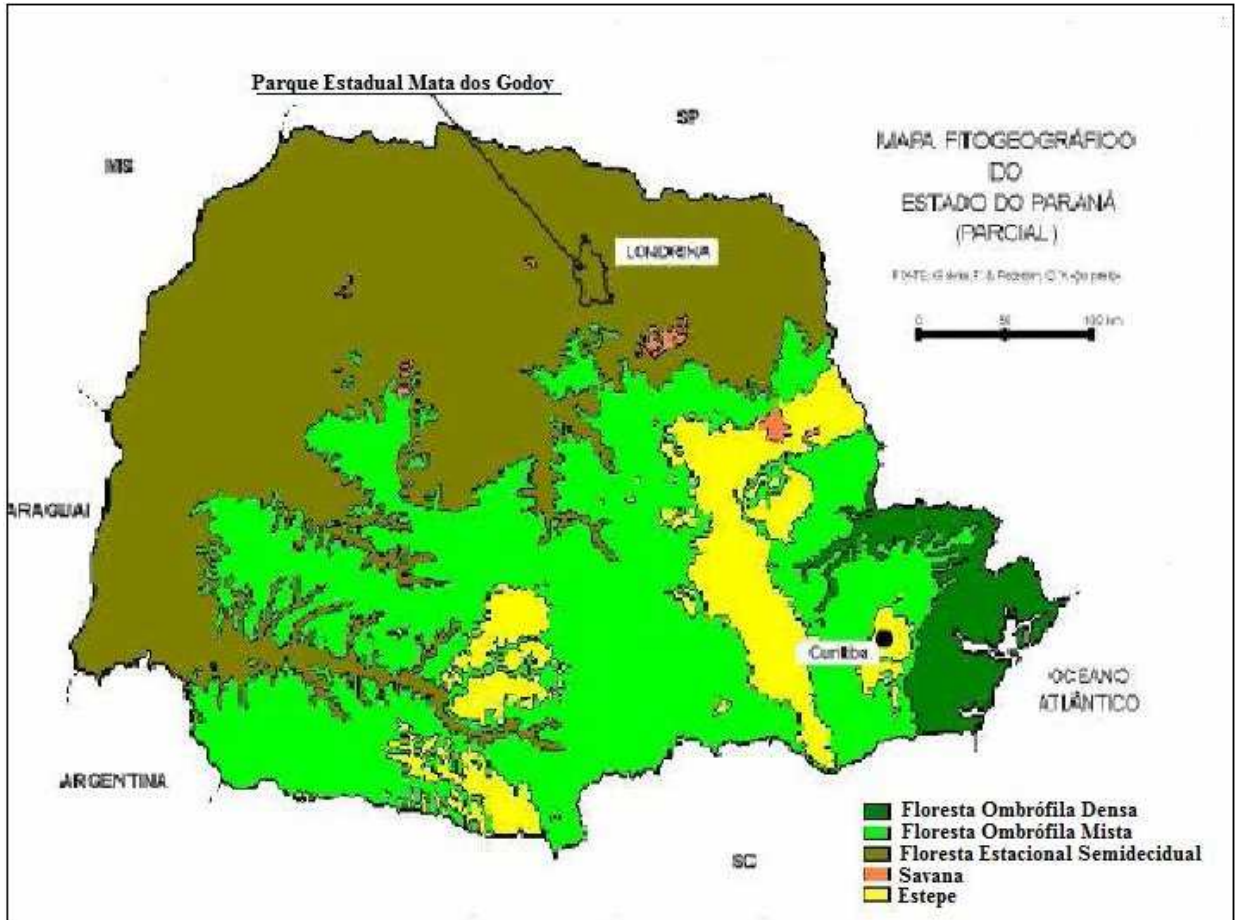 Parque Estadual Mata dos Godoy
SP
MS
MAPA FITOGEOGRÁFICO
DO
ESTADO DO PARANÁ
(PARCIAL)
LONDRINA
0 50 100 km
ARAGUAI
Curitiba
OCEANO
ATLÂNTICO
ARGENTINA
SC
Floresta Ombrófila Densa
Floresta Ombrófila Mista
Floresta Estacional Semidecidual
Savana
Estepe